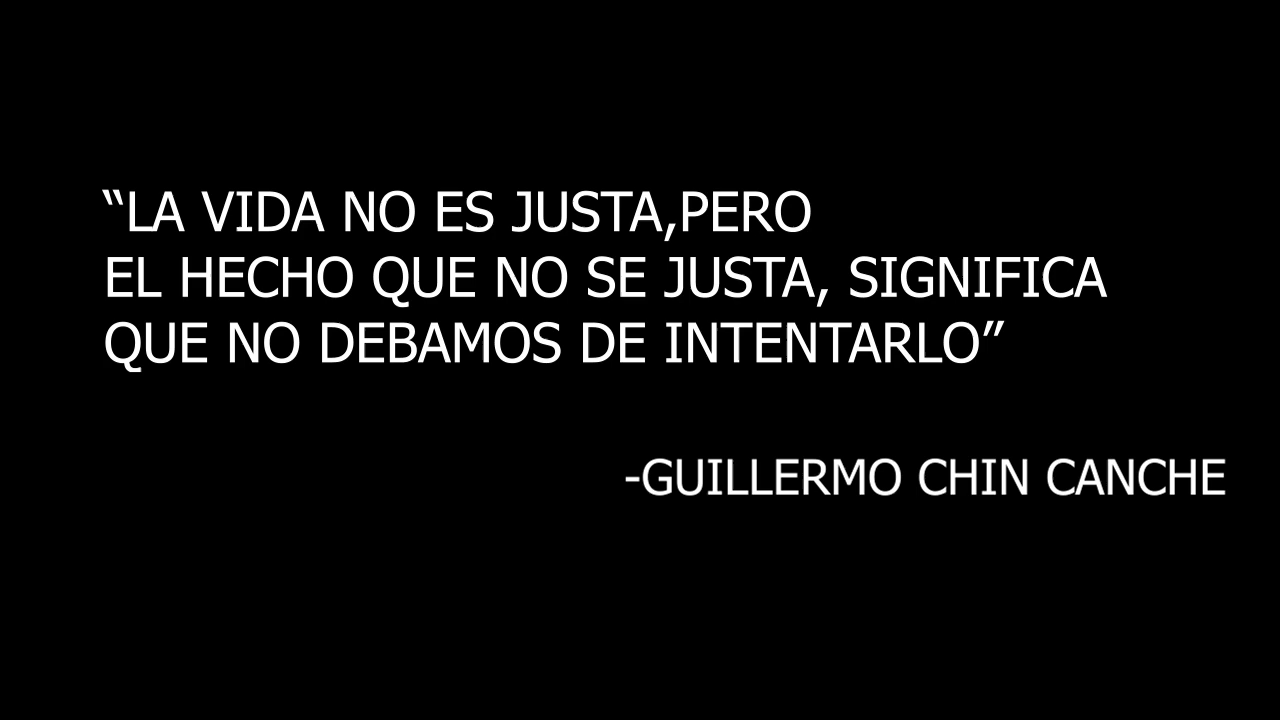 “LA VIDA NO ES JUSTA,PERO
EL HECHO QUE NO SE JUSTA, SIGNIFICA
QUE NO DEBAMOS DE INTENTARLO”
-GUILLERMO CHIN CANCHE